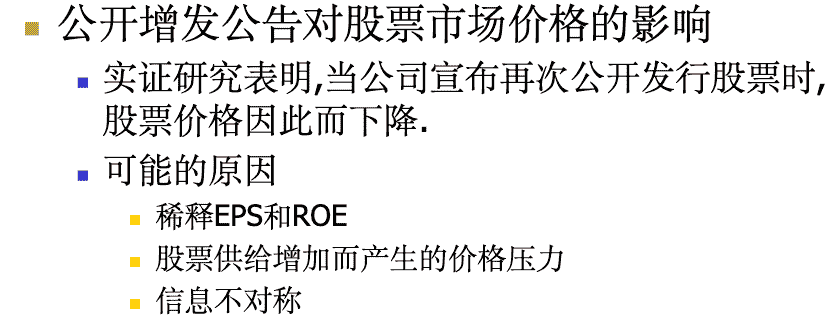 公开增发公告对股票市场价格的影响
实证研究表明,当公司宣布再次公开发行股票时,
股票价格因此而下降.
可能的原因
稀释EPS和ROE
股票供给增加而产生的价格压力
信息不对称